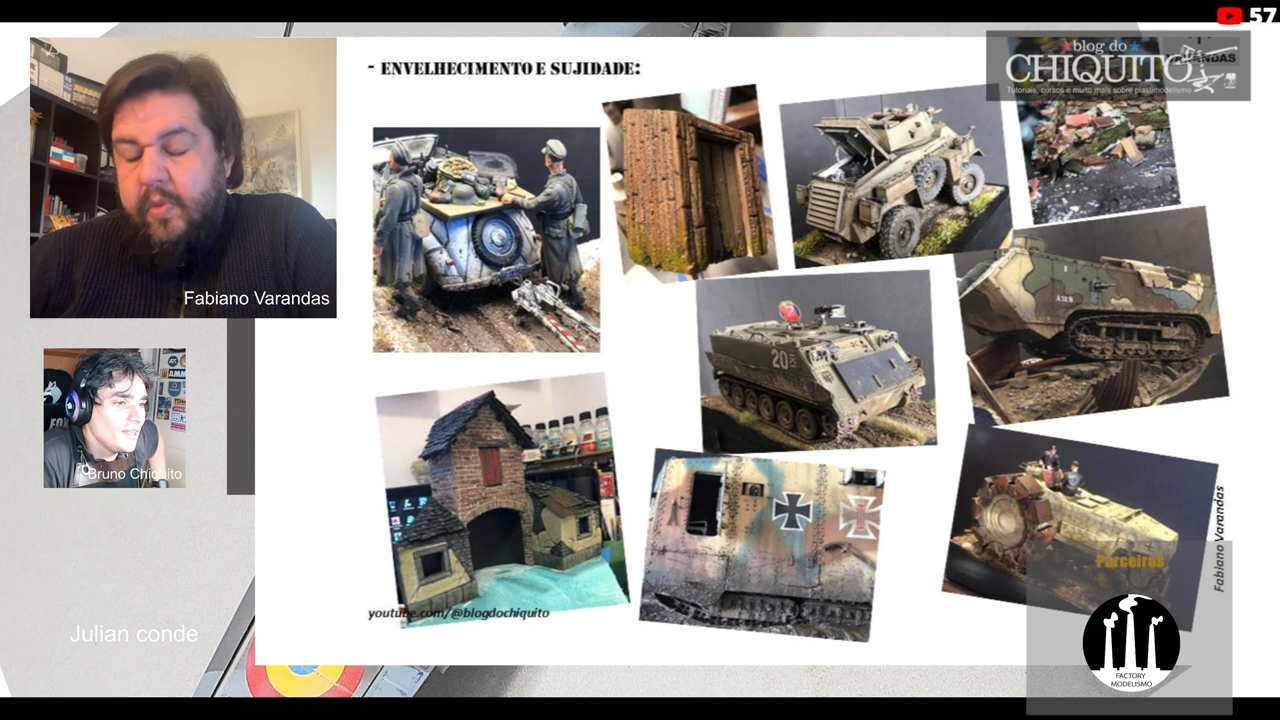 57
- ENVELHECIMENTO E SUJIDADE:
blog do
CHIQUITO
Tutoriais, cursos e muito mais sobre plastimodelismo
Fabiano Varandas
Bruno Chiquito
Julian conde
20
youtube.com/@blogdochiquito
Fabiano Varandas
Parceiros
FACTORY
MODELISMO